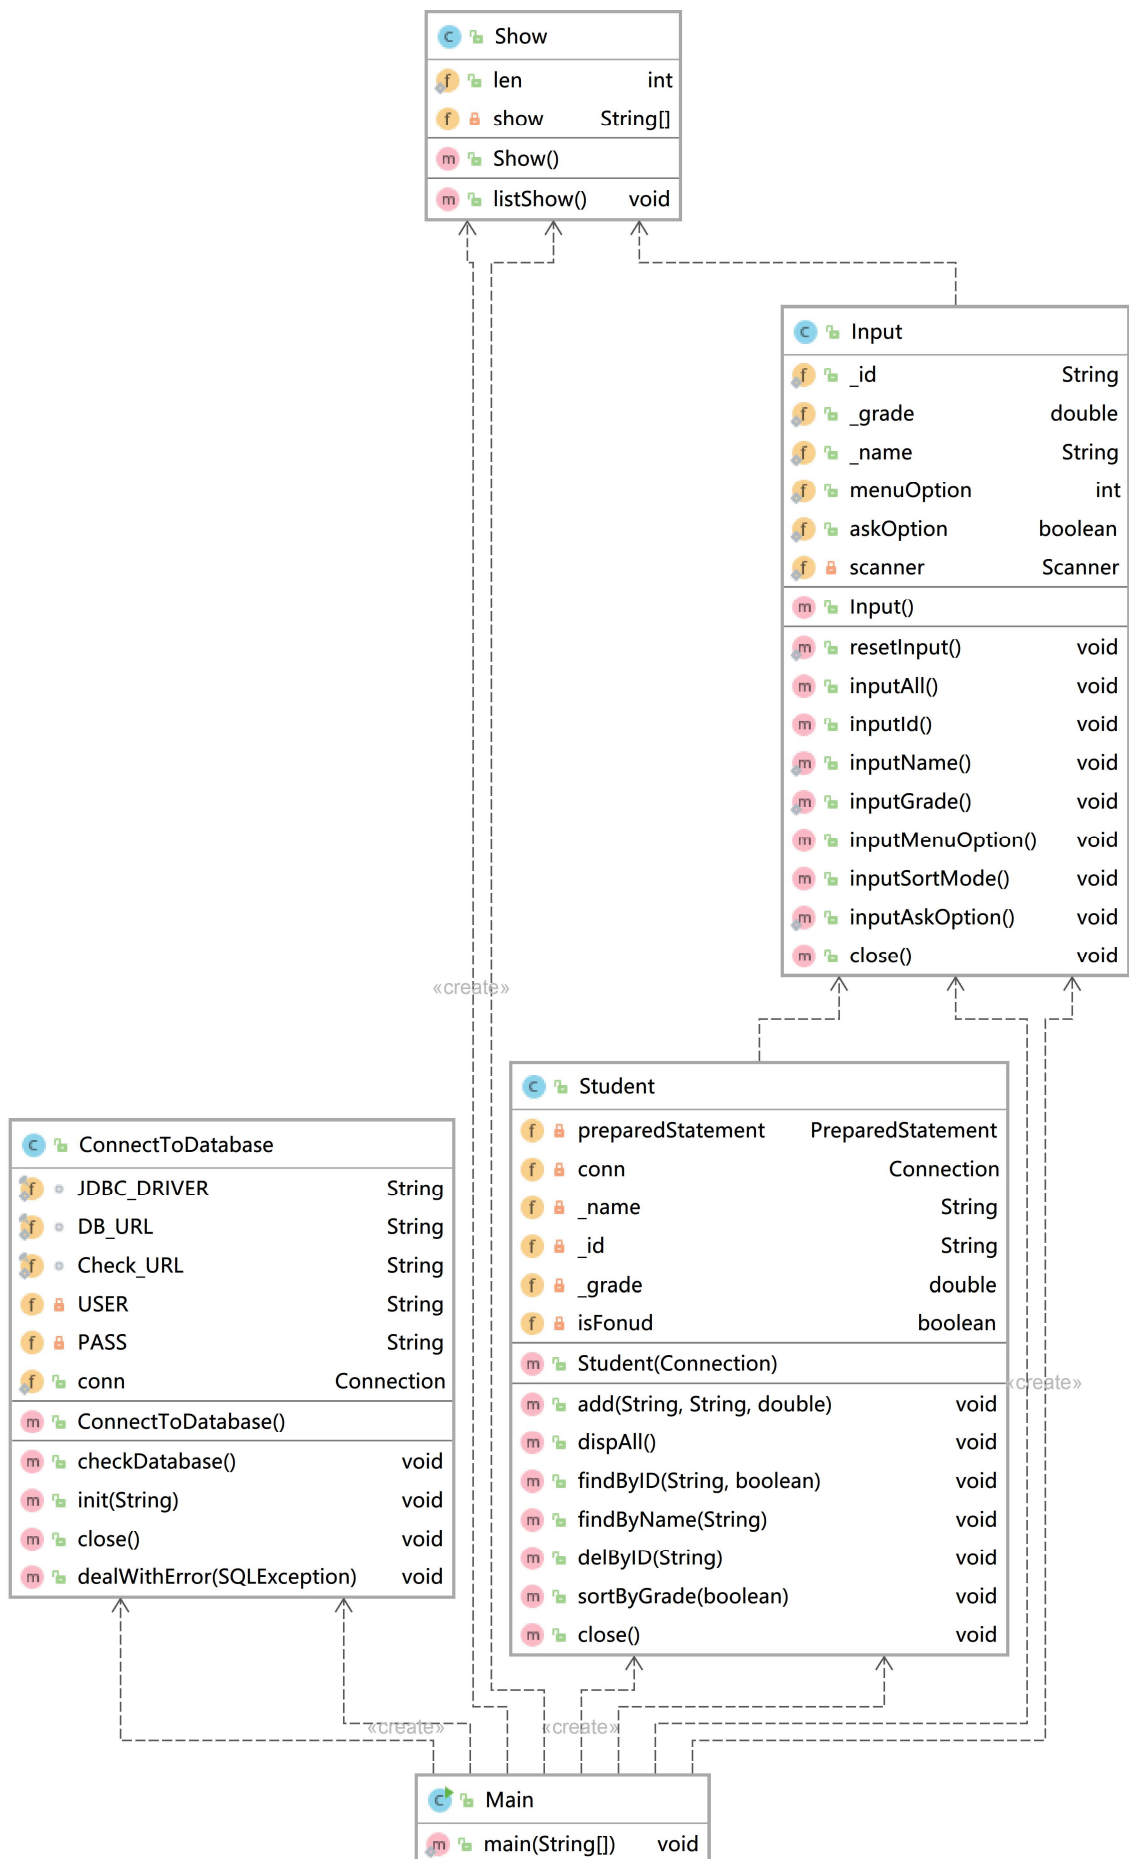 Show
len int
show String[]
Show()
listShow() void
Input
_id String
_grade double
_name String
menuOption int
askOption boolean
scanner Scanner
Input()
resetInput() void
inputAll() void
inputId() void
inputName() void
inputGrade() void
inputMenuOption() void
inputSortMode() void
inputAskOption() void
close() void
«create»
Student
preparedStatement PreparedStatement
conn Connection
_name String
_id String
_grade double
isFonud boolean
Student(Connection)
add(String, String, double) void
dispAll() void
findByID(String, boolean) void
findByName(String) void
delByID(String) void
sortByGrade(boolean) void
close() void
«create»
ConnectToDatabase
JDBC_DRIVER String
DB_URL String
Check_URL String
USER String
PASS String
conn Connection
ConnectToDatabase()
checkDatabase() void
init(String) void
close() void
dealWithError(SQLException) void
«create» «create»
Main
main(String[]) void